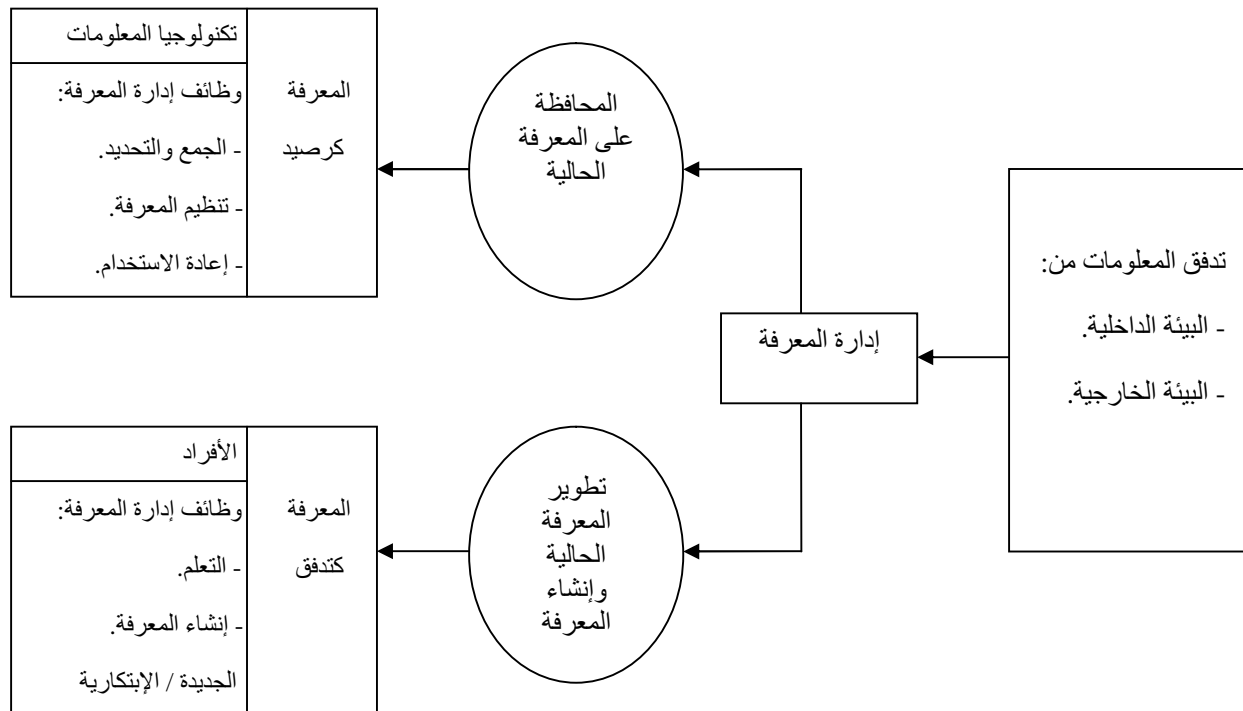 تدفق المعلومات من:
- البيئة الداخلية.
- البيئة الخارجية.
إدارة المعرفة
المحافظة
على المعرفة
الحالية
المعرفة
كرصيد
تكنولوجيا المعلومات
وظائف إدارة المعرفة:
- الجمع والتحديد.
- تنظيم المعرفة.
- إعادة الاستخدام.
تطوير
المعرفة
الحالية
وإنشاء
المعرفة
المعرفة
كتدفق
الأفراد
وظائف إدارة المعرفة:
- التعلم.
- إنشاء المعرفة.
الجديدة / الإبتكارية